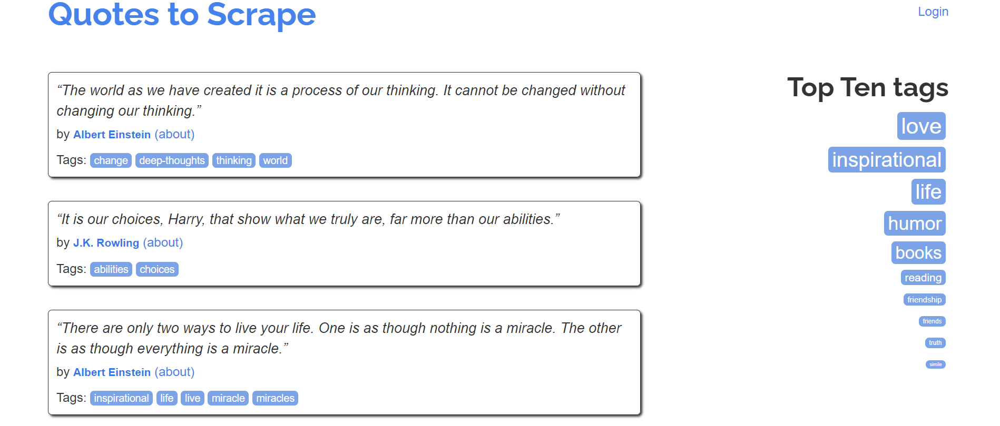 Quotes to Scrape
Login
“The world as we have created it is a process of our thinking. It cannot be changed without
changing our thinking.”
by Albert Einstein (about)
Tags: change deep-thoughts thinking world
“It is our choices, Harry, that show what we truly are, far more than our abilities.”
by J.K. Rowling (about)
Tags: abilities choices
“There are only two ways to live your life. One is as though nothing is a miracle. The other
is as though everything is a miracle.”
by Albert Einstein (about)
Tags: inspirational life live miracle miracles
Top Ten tags
love
inspirational
life
humor
books
reading
friendship
friends
truth
simile